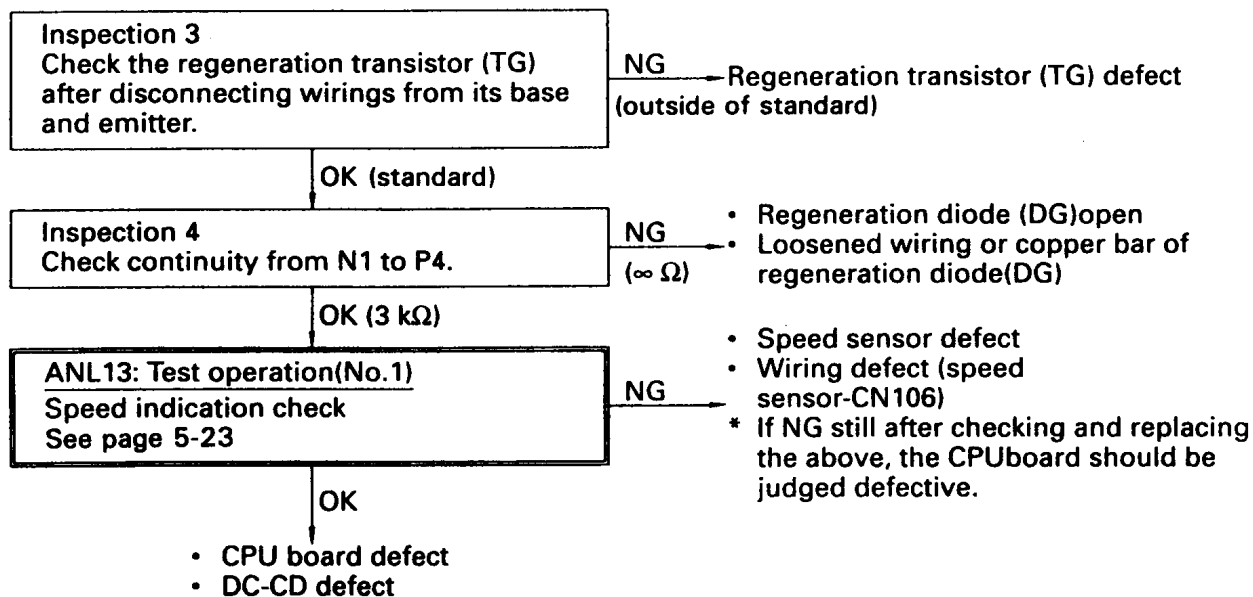 Inspection 3
Check the regeneration transistor (TG)
after disconnecting wirings from its base
and emitter.
NG
Regeneration transistor (TG) defect
(outside of standard)
OK (standard)
Inspection 4
Check continuity from N1 to P4.
NG
(∞ Ω)
• Regeneration diode (DG)open
• Loosened wiring or copper bar of
regeneration diode(DG)
OK (3 kΩ)
ANL13: Test operation(No.1)
Speed indication check
See page 5-23
NG
• Speed sensor defect
• Wiring defect (speed
sensor-CN106)
* If NG still after checking and replacing
the above, the CPUboard should be
judged defective.
OK
• CPU board defect
• DC-CD defect